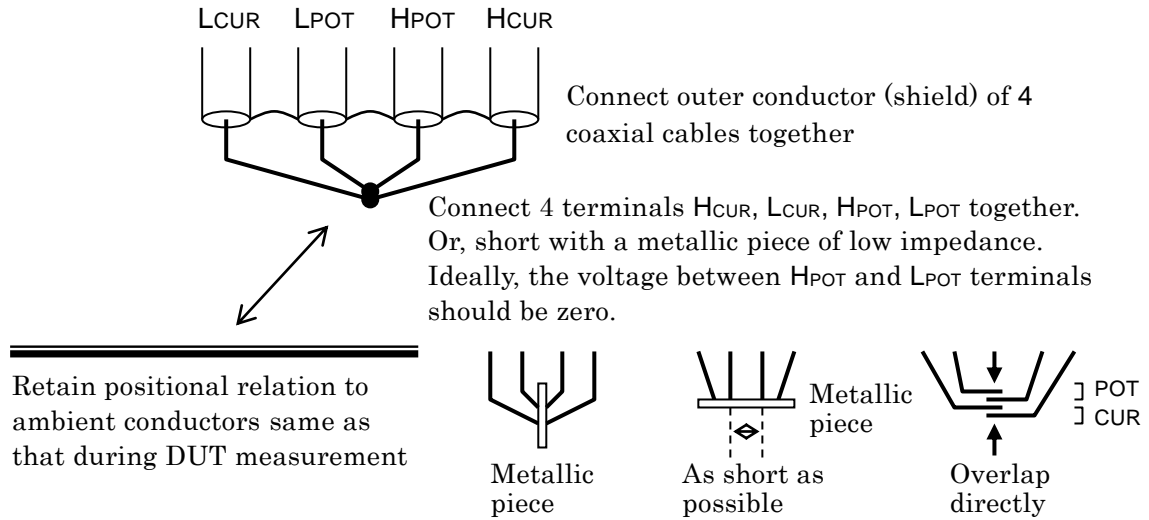 LCUR LPOT HPOT HCUR
Connect outer conductor (shield) of 4
coaxial cables together
Connect 4 terminals HCUR, LCUR, HPOT, LPOT together.
Or, short with a metallic piece of low impedance.
Ideally, the voltage between HPOT and LPOT terminals
should be zero.
Retain positional relation to
ambient conductors same as
that during DUT measurement
Metallic
piece
Metallic
piece
As short as
possible
POT
CUR
Overlap
directly